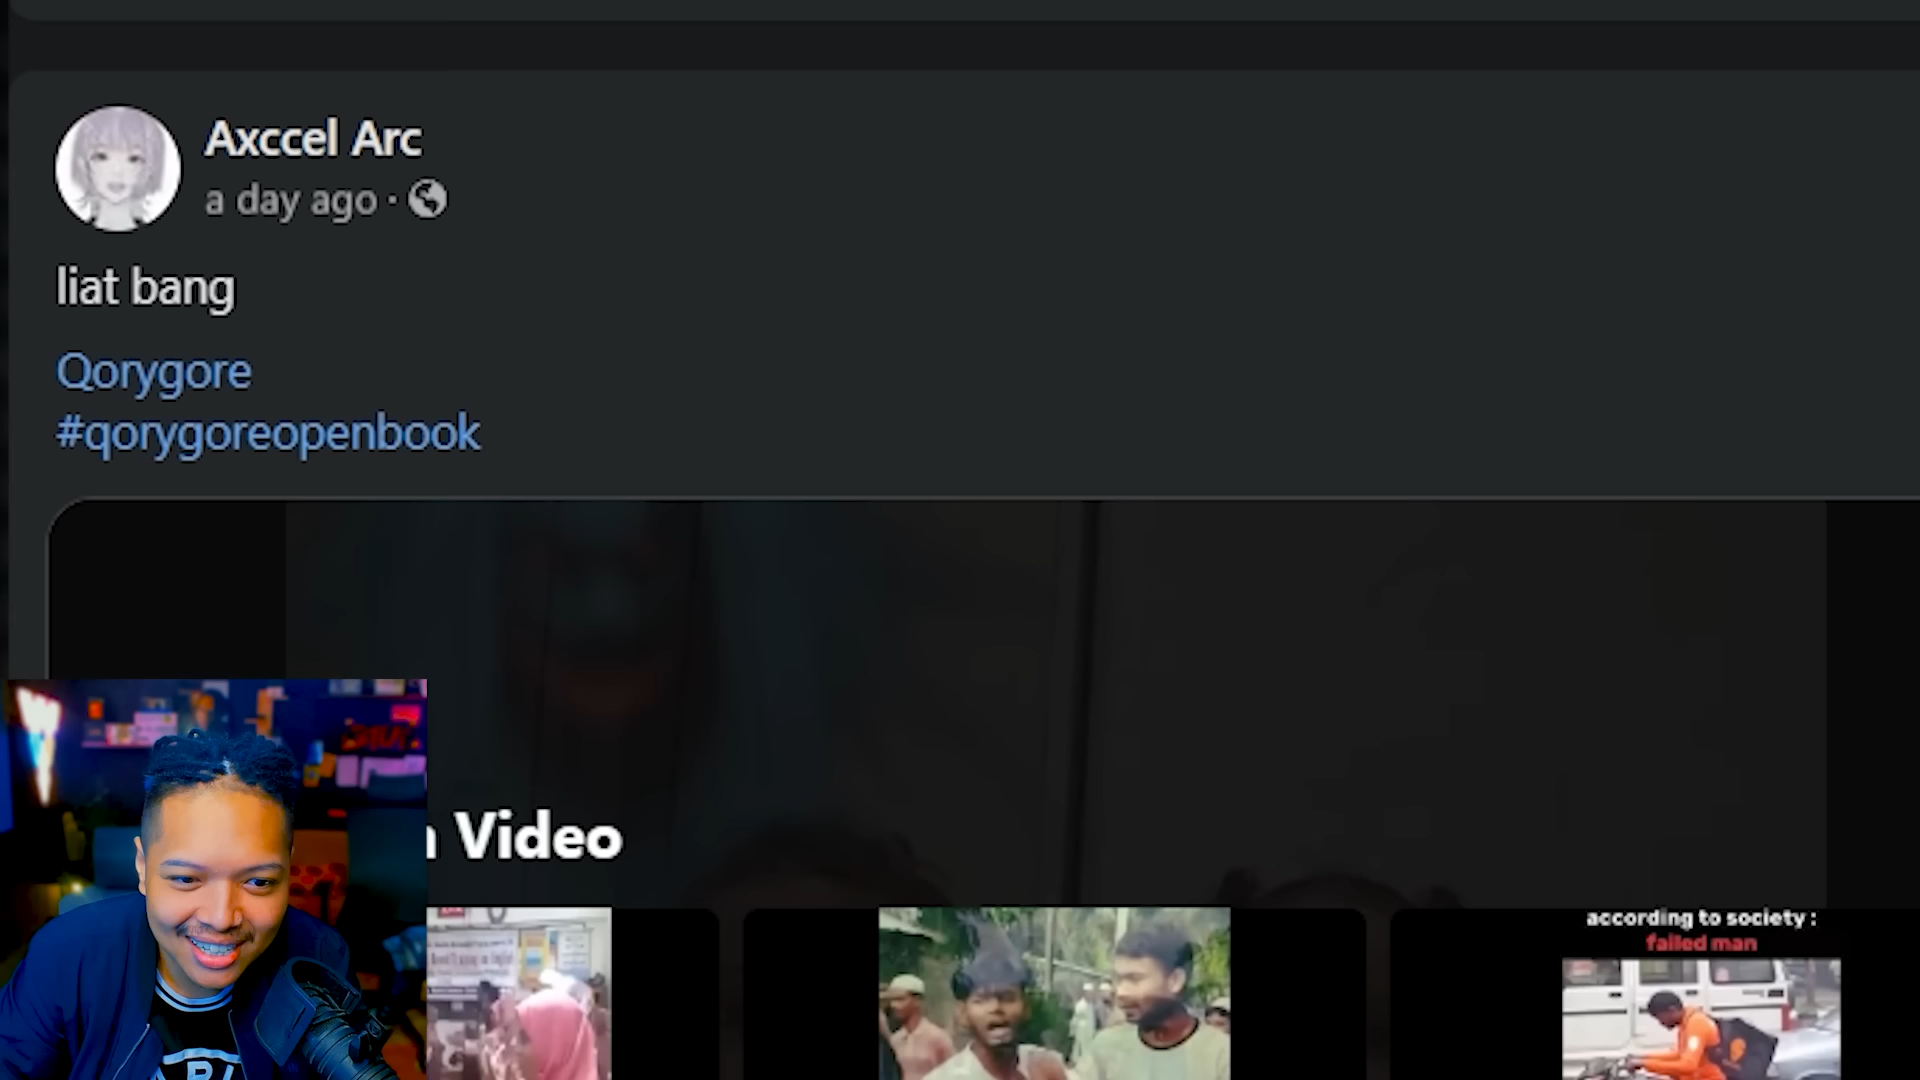 Axccel Arc
a day ago ·
liat bang
Qorygore
#qorygoreopenbook
Video
according to society :
failed man